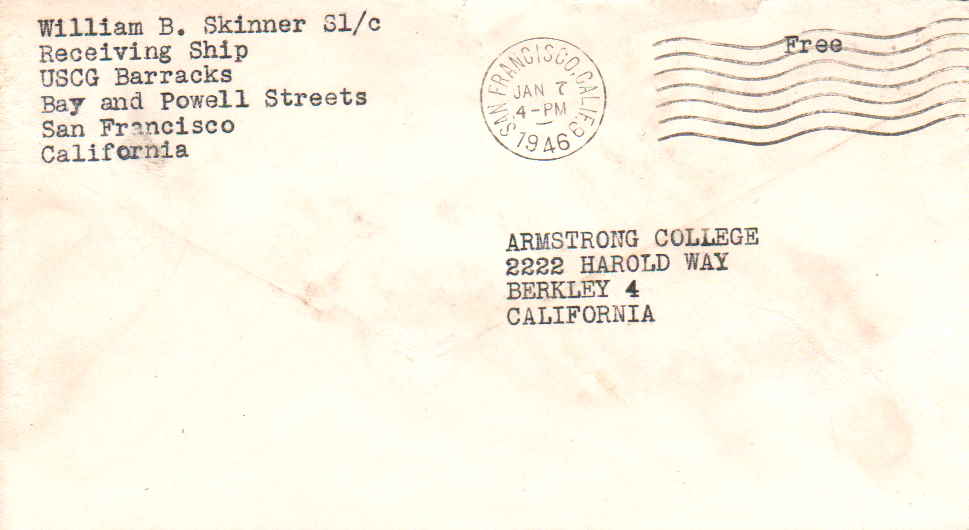 William B. Skinner S1/c
Receiving Ship
USCG Barracks
Bay and Powell Streets
San Francisco
California
SAN FRANCISCO, CALIF. 9
JAN 7
4-PM
1946
Free
ARMSTRONG COLLEGE
2222 HAROLD WAY
BERKLEY 4
CALIFORNIA